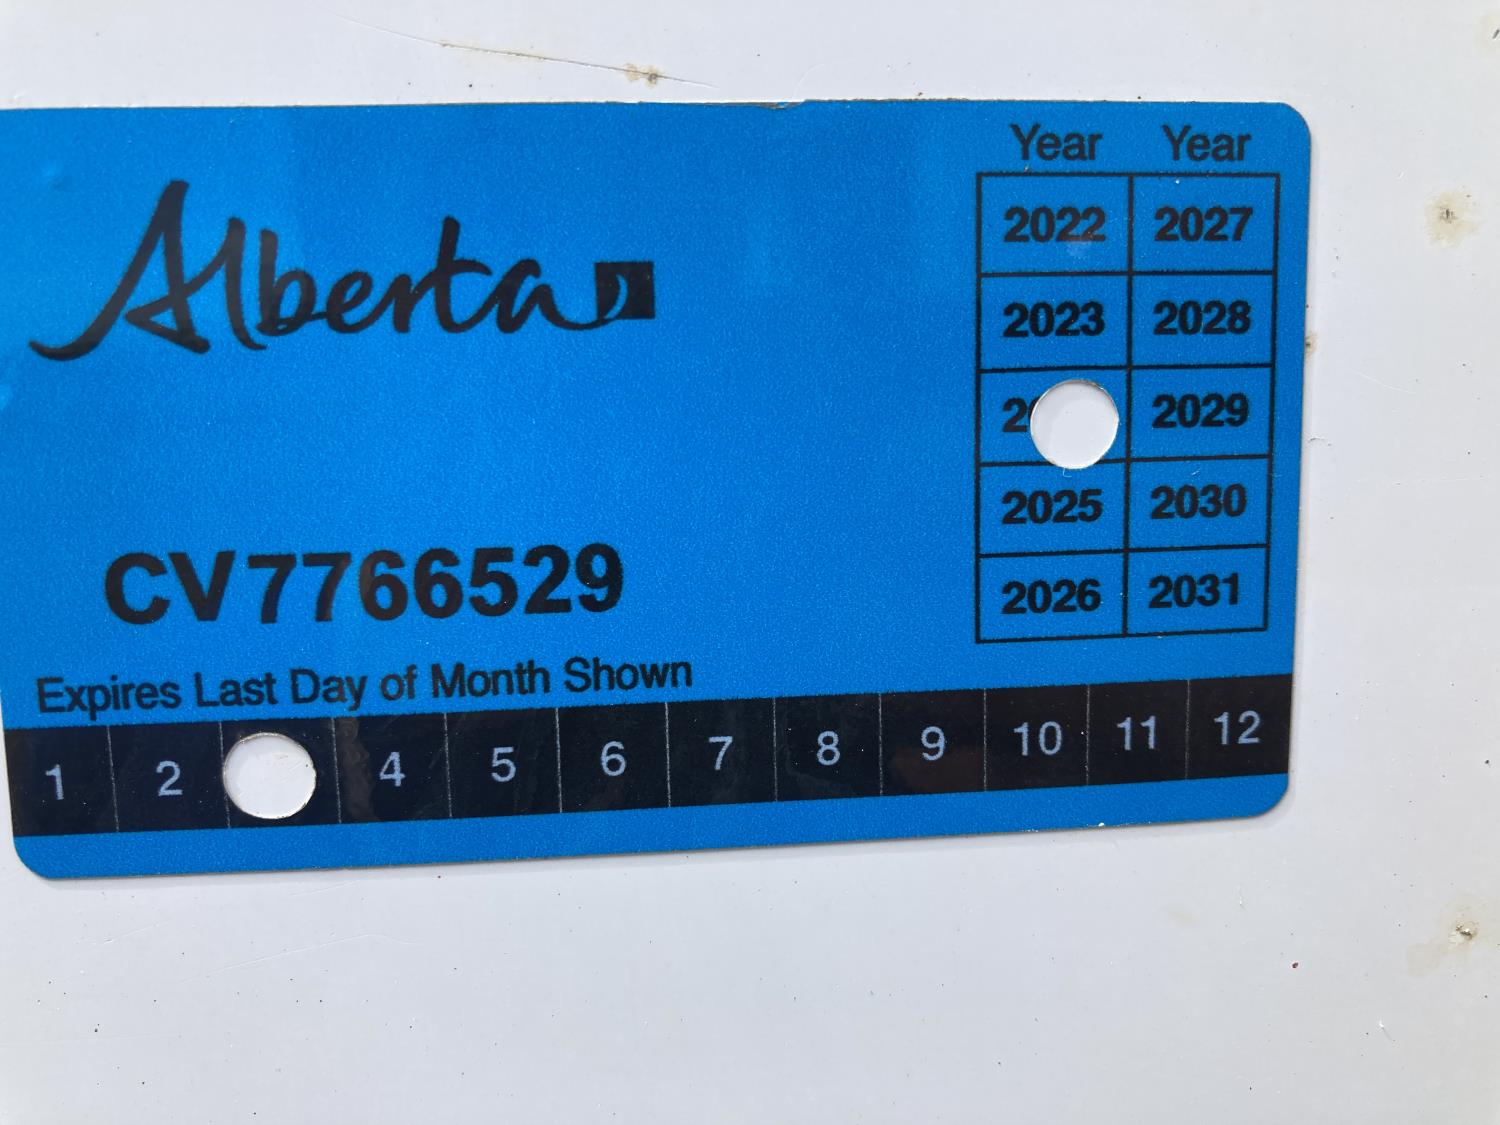 Alberta
Year Year
2022 2027
2023 2028
2029
2025 2030
2026 2031
CV7766529
Expires Last Day of Month Shown
1 2 4 5 6 7 8 9 10 11 12